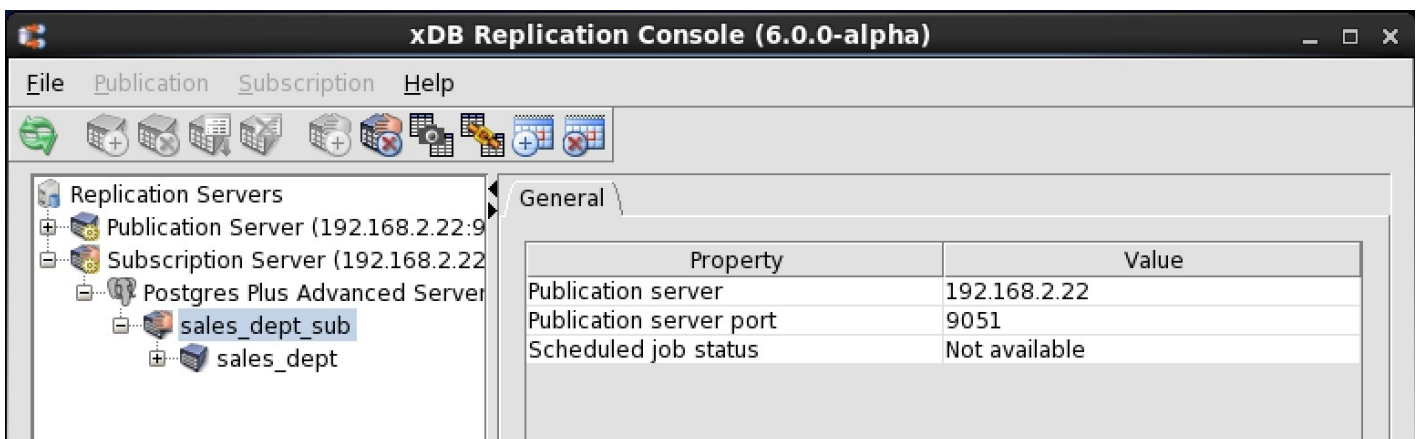 xDB Replication Console (6.0.0-alpha)
File Publication Subscription Help
Replication Servers
Publication Server (192.168.2.22:9
Subscription Server (192.168.2.22
Postgres Plus Advanced Server
sales_dept_sub
sales_dept
General
Property Value
Publication server 192.168.2.22
Publication server port 9051
Scheduled job status Not available